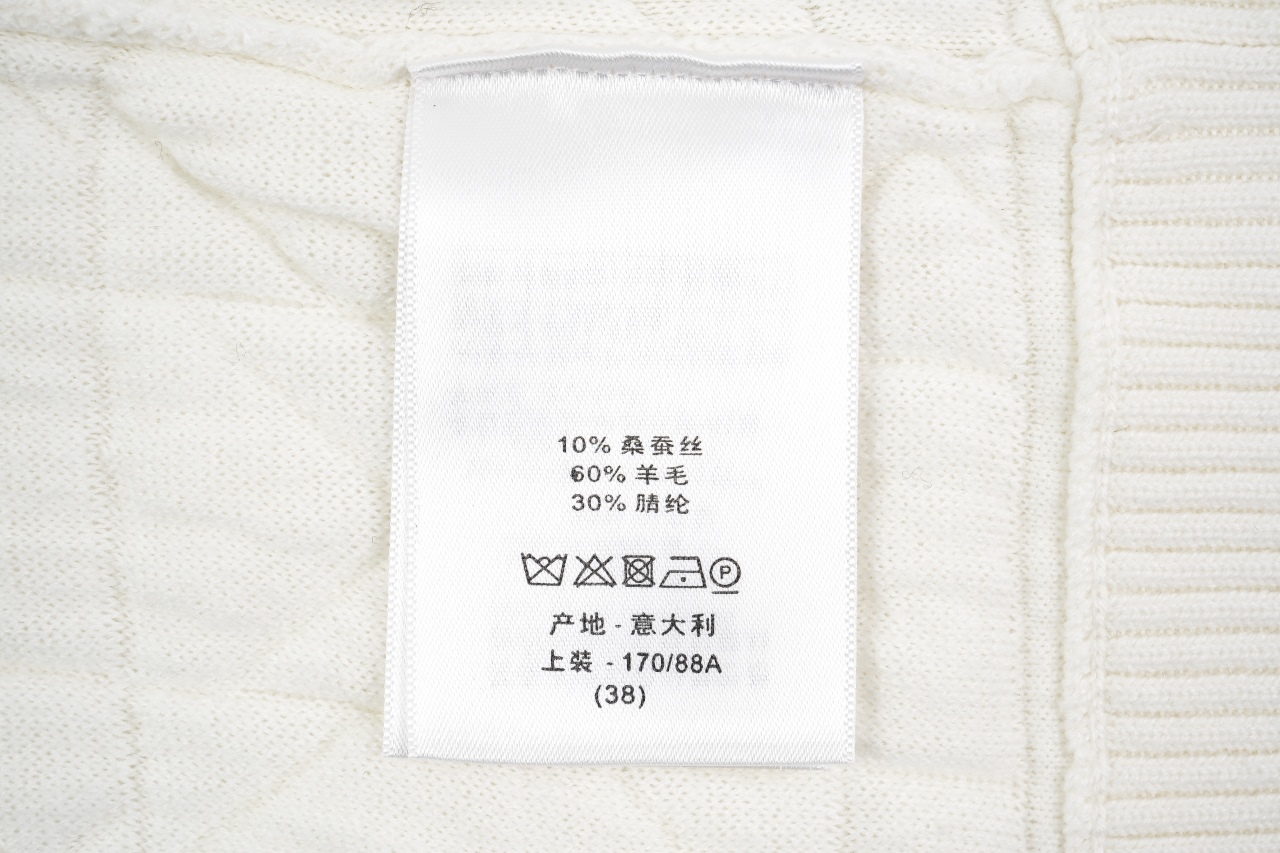 10% 桑蚕丝
60% 羊毛
30% 腈纶
P
产地 - 意大利
上装 - 170/88A
(38)